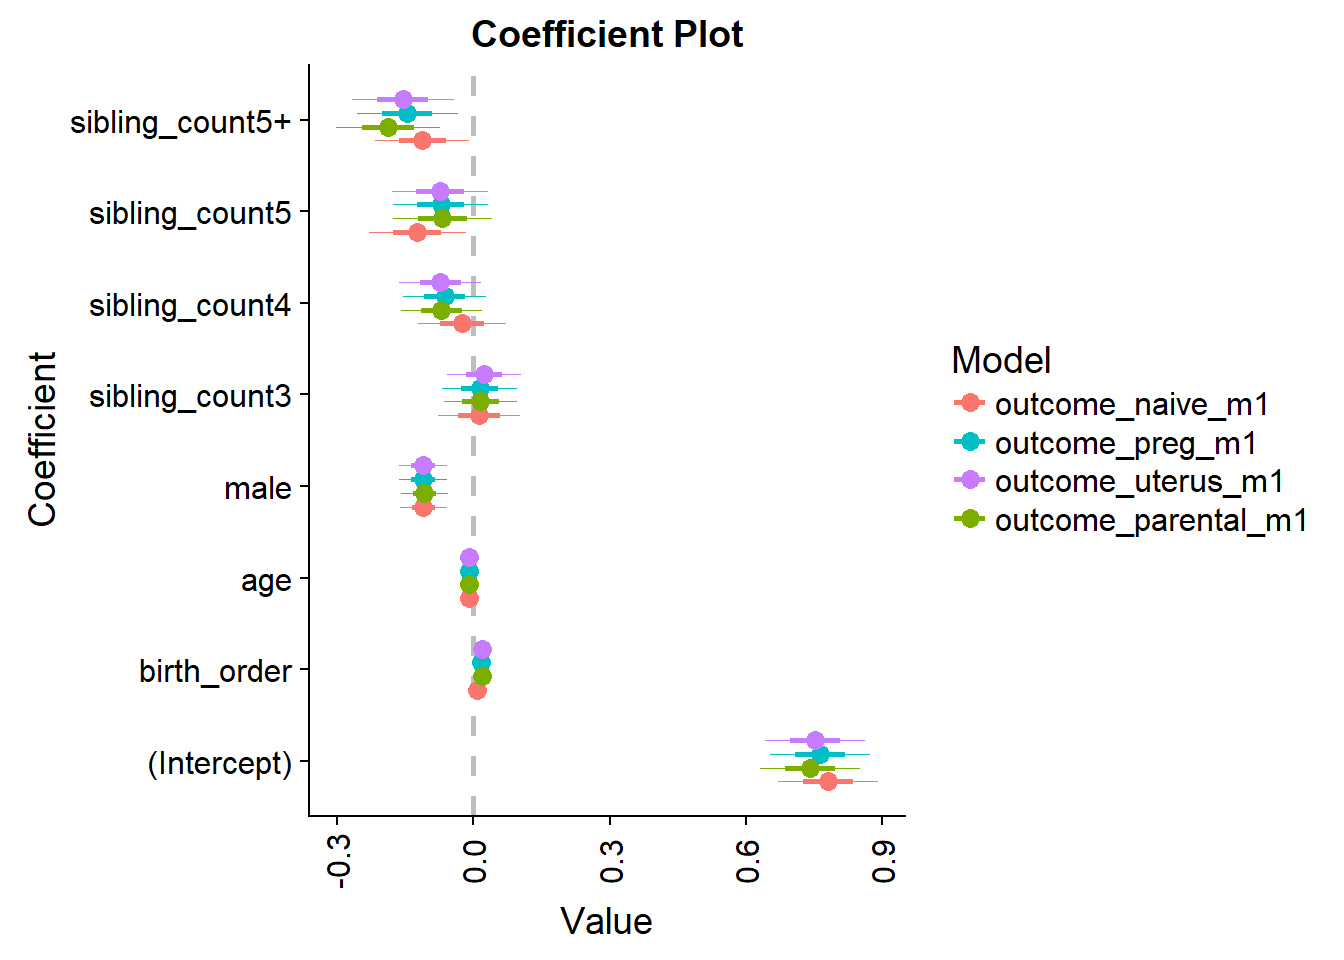 Coefficient Plot
sibling_count5+
sibling_count5
sibling_count4
sibling_count3
male
age
birth_order
(Intercept)
Coefficient
-0.3
0.0
0.3
0.6
0.9
Value
Model
outcome_naive_m1
outcome_preg_m1
outcome_uterus_m1
outcome_parental_m1